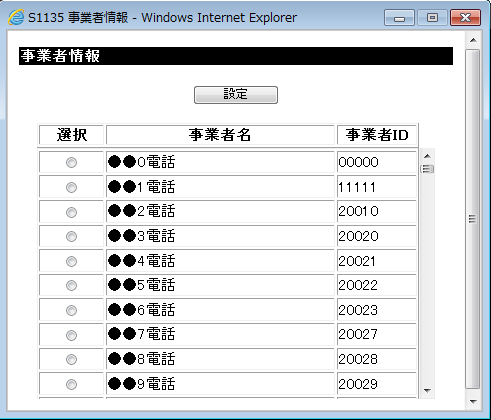 S1135 事業者情報 - Windows Internet Explorer
事業者情報
設定
選択 事業者名 事業者ID
●●0電話 00000
●●1電話 11111
●●2電話 20010
●●3電話 20020
●●4電話 20021
●●5電話 20022
●●6電話 20023
●●7電話 20027
●●8電話 20028
●●9電話 20029